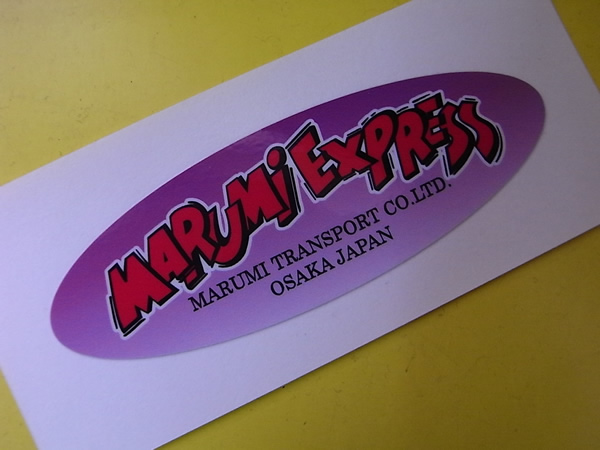 MARUMi EXPRESS
MARUMI TRANSPORT CO.LTD.
OSAKA JAPAN